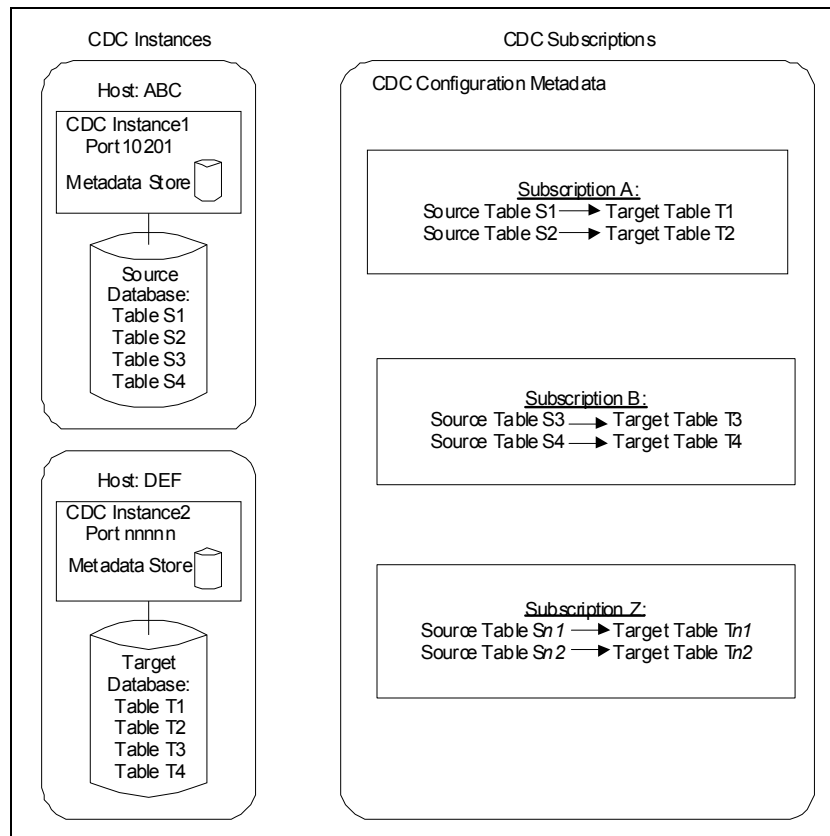 CDC Instances
Host: ABC
CDC Instance1
Port 10201
Metadata Store
Source
Database:
Table S1
Table S2
Table S3
Table S4
Host: DEF
CDC Instance2
Port nnnnn
Metadata Store
Target
Database:
Table T1
Table T2
Table T3
Table T4
CDC Subscriptions
CDC Configuration Metadata
Subscription A:
Source Table S1 Target Table T1
Source Table S2 Target Table T2
Subscription B:
Source Table S3 Target Table T3
Source Table S4 Target Table T4
Subscription Z:
Source Table Sn1 Target Table Tn1
Source Table Sn2 Target Table Tn2